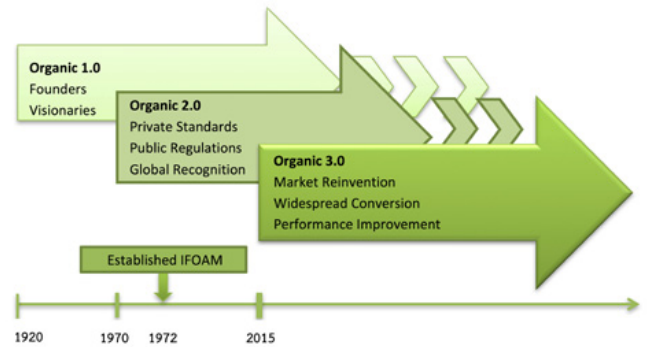 Organic 1.0
Founders
Visionaries
Organic 2.0
Private Standards
Public Regulations
Global Recognition
Organic 3.0
Market Reinvention
Widespread Conversion
Performance Improvement
Established IFOAM
1920
1970
1972
2015